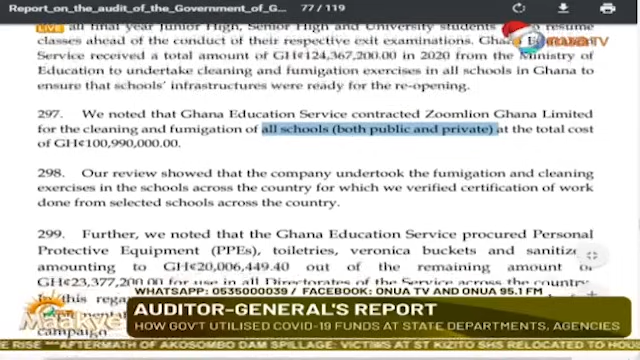 Report_on_the_audit_of_the_Government_of_G... 77 / 119
LIVE all final year Junior High, Senior High and University students resume
classes ahead of the conduct of their respective exit examinations. Ghana E
Service received a total amount of GH¢124,367,200.00 in 2020 from the Ministry of
Education to undertake cleaning and fumigation exercises in all schools in Ghana to
ensure that schools' infrastructures were ready for the re-opening.
297. We noted that Ghana Education Service contracted Zoomlion Ghana Limited
for the cleaning and fumigation of all schools (both public and private) at the total cost
of GH¢100,990,000.00.
298. Our review showed that the company undertook the fumigation and cleaning
exercises in the schools across the country for which we verified certification of work
done from selected schools across the country.
299. Further, we noted that the Ghana Education Service procured Personal
Protective Equipment (PPEs), toiletries, veronica buckets and sanitize
amounting to GH¢20,006,449.40 out of the remaining amount of
GH¢23,377,200.00 for use in all Directorates of the Service across the country.
WHATSAPP: 0535000039 / FACEBOOK: ONUA TV AND ONUA 95.1 FM
In this rega
Maakye
campaign
AUDITOR-GENERAL'S REPORT
HOW GOV'T UTILISED COVID-19 FUNDS AT STATE DEPARTMENTS, AGENCIES
"AFTERMATH OF AKOSOMBO DAM SPILLAGE: VICTIMS AT ST KIZITO SHS RELOCATED TO HOUS